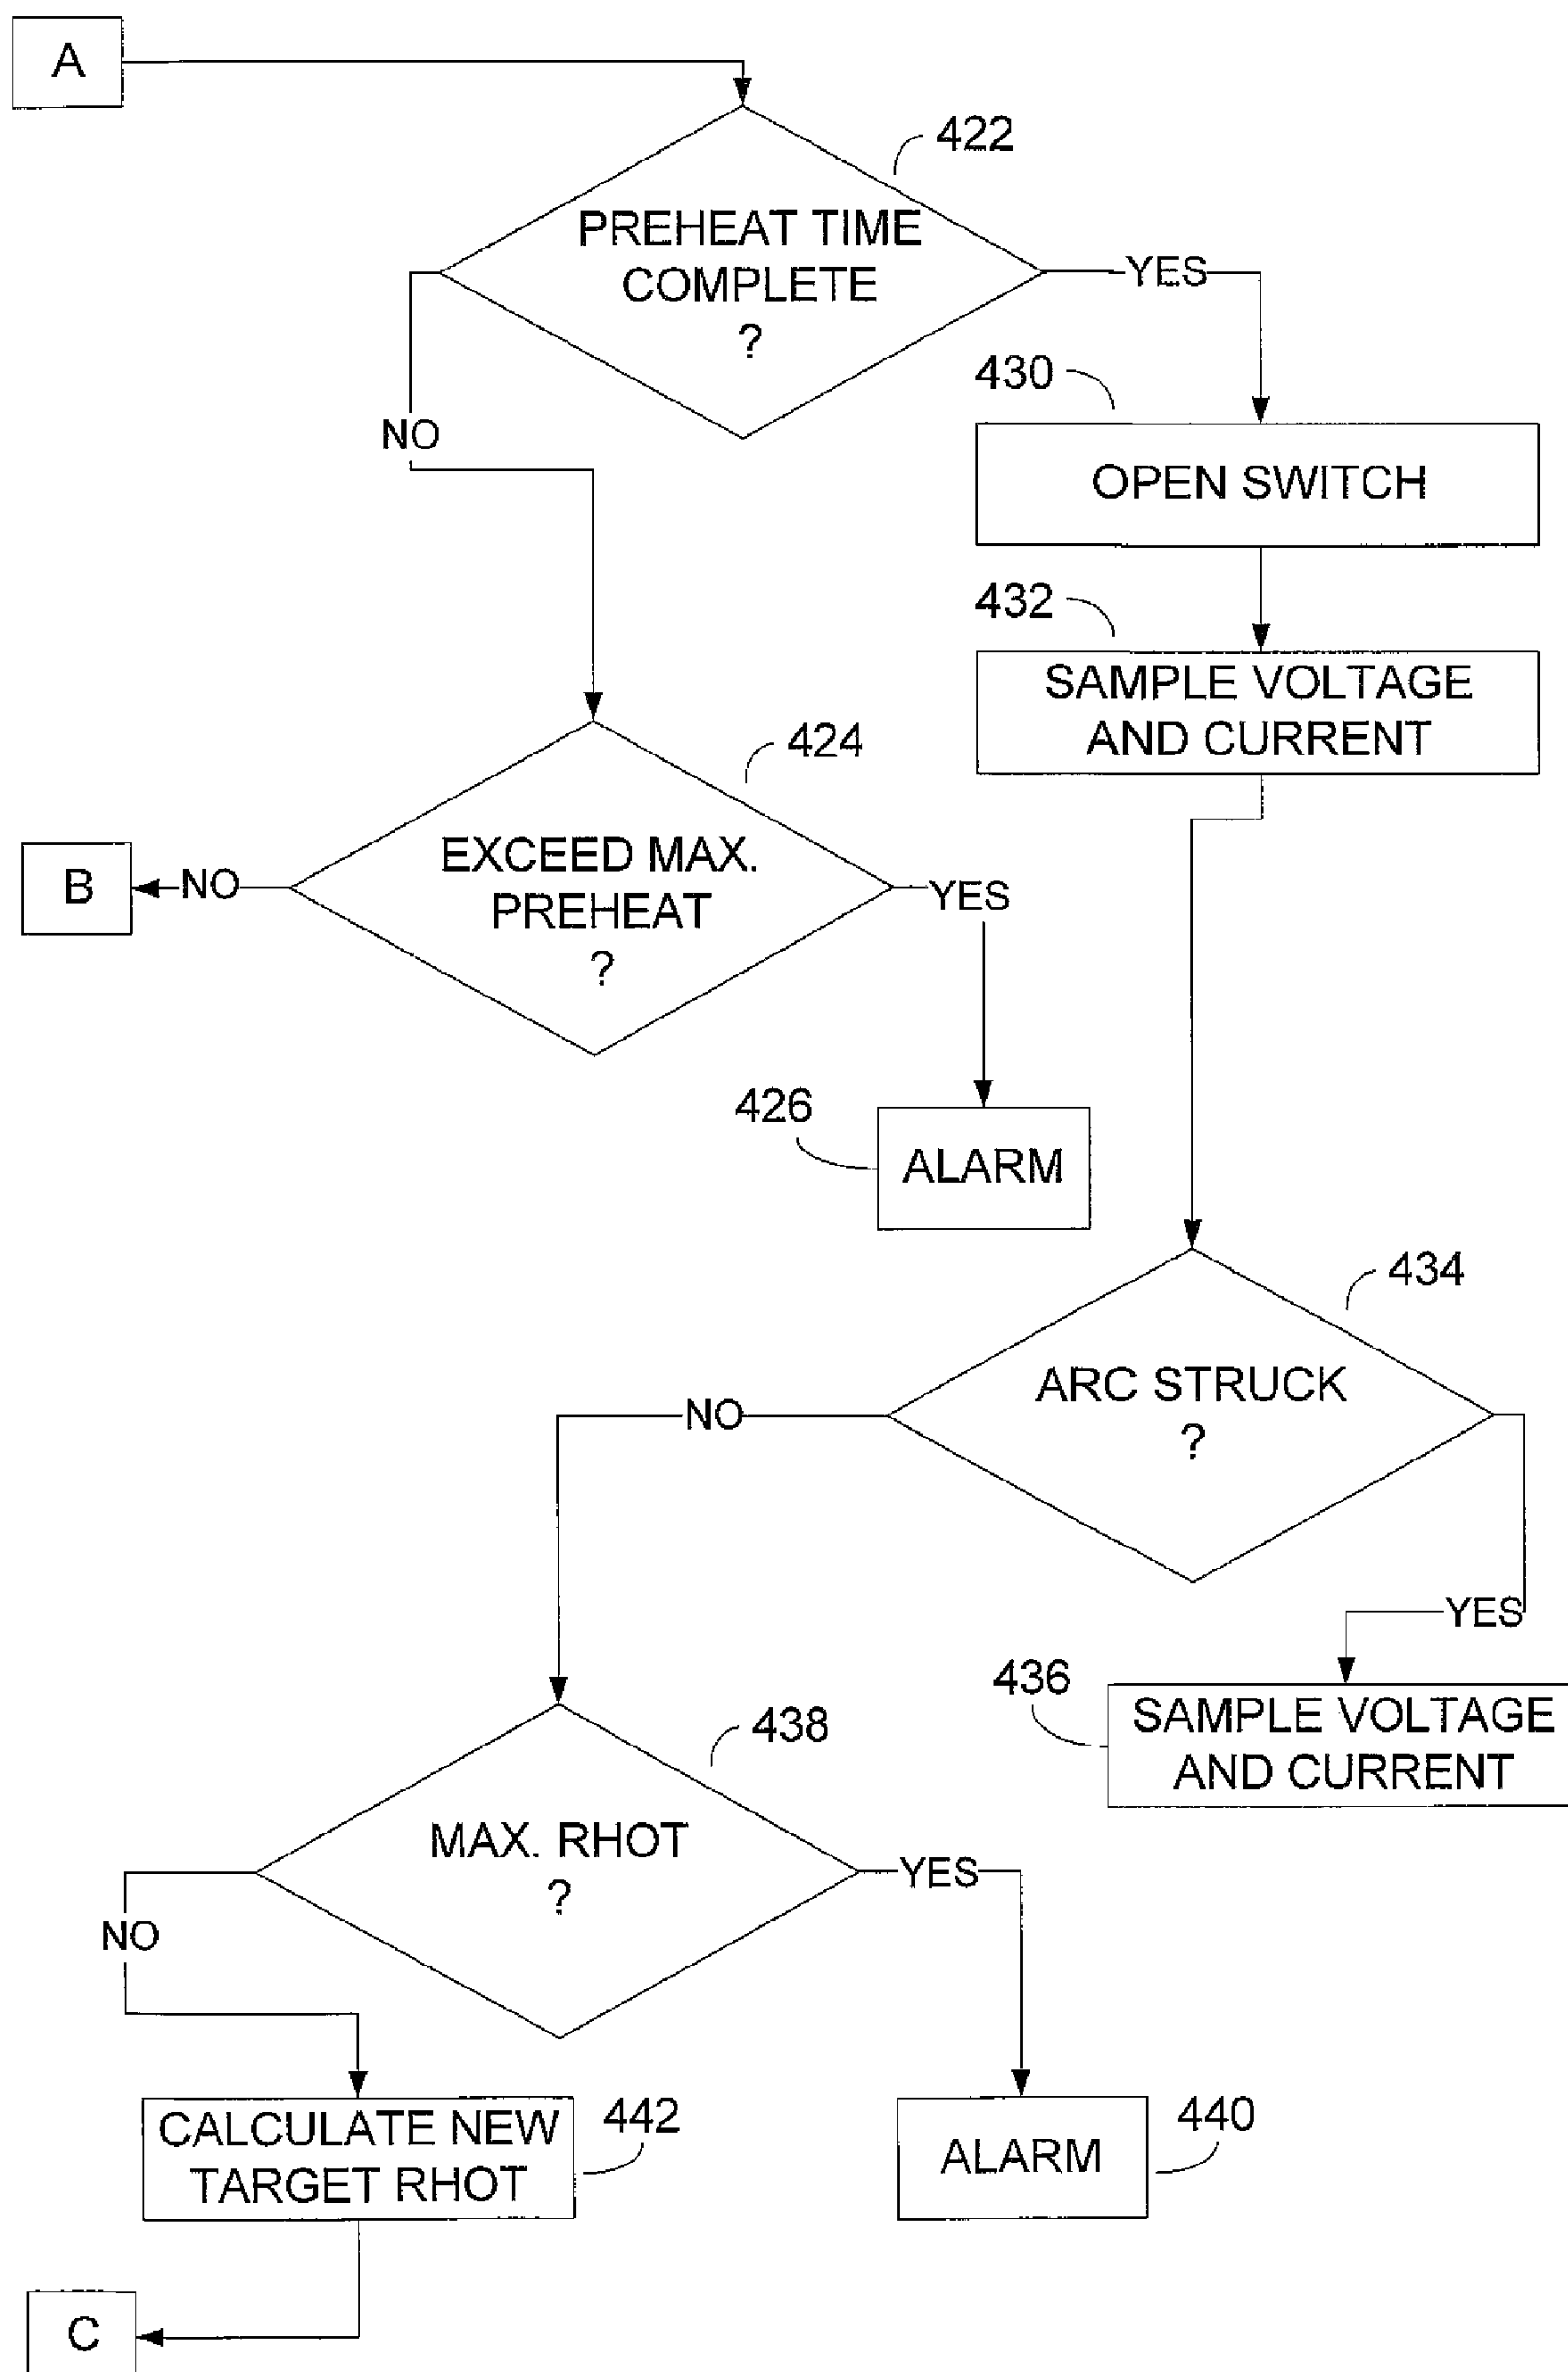 A
422
PREHEAT TIME
COMPLETE
?
YES
NO
430
OPEN SWITCH
432
SAMPLE VOLTAGE
AND CURRENT
424
EXCEED MAX.
PREHEAT
?
NO
B
YES
426
ALARM
434
ARC STRUCK
?
NO
YES
436
SAMPLE VOLTAGE
AND CURRENT
438
MAX. RHOT
?
YES
NO
CALCULATE NEW
TARGET RHOT
442
ALARM
440
C